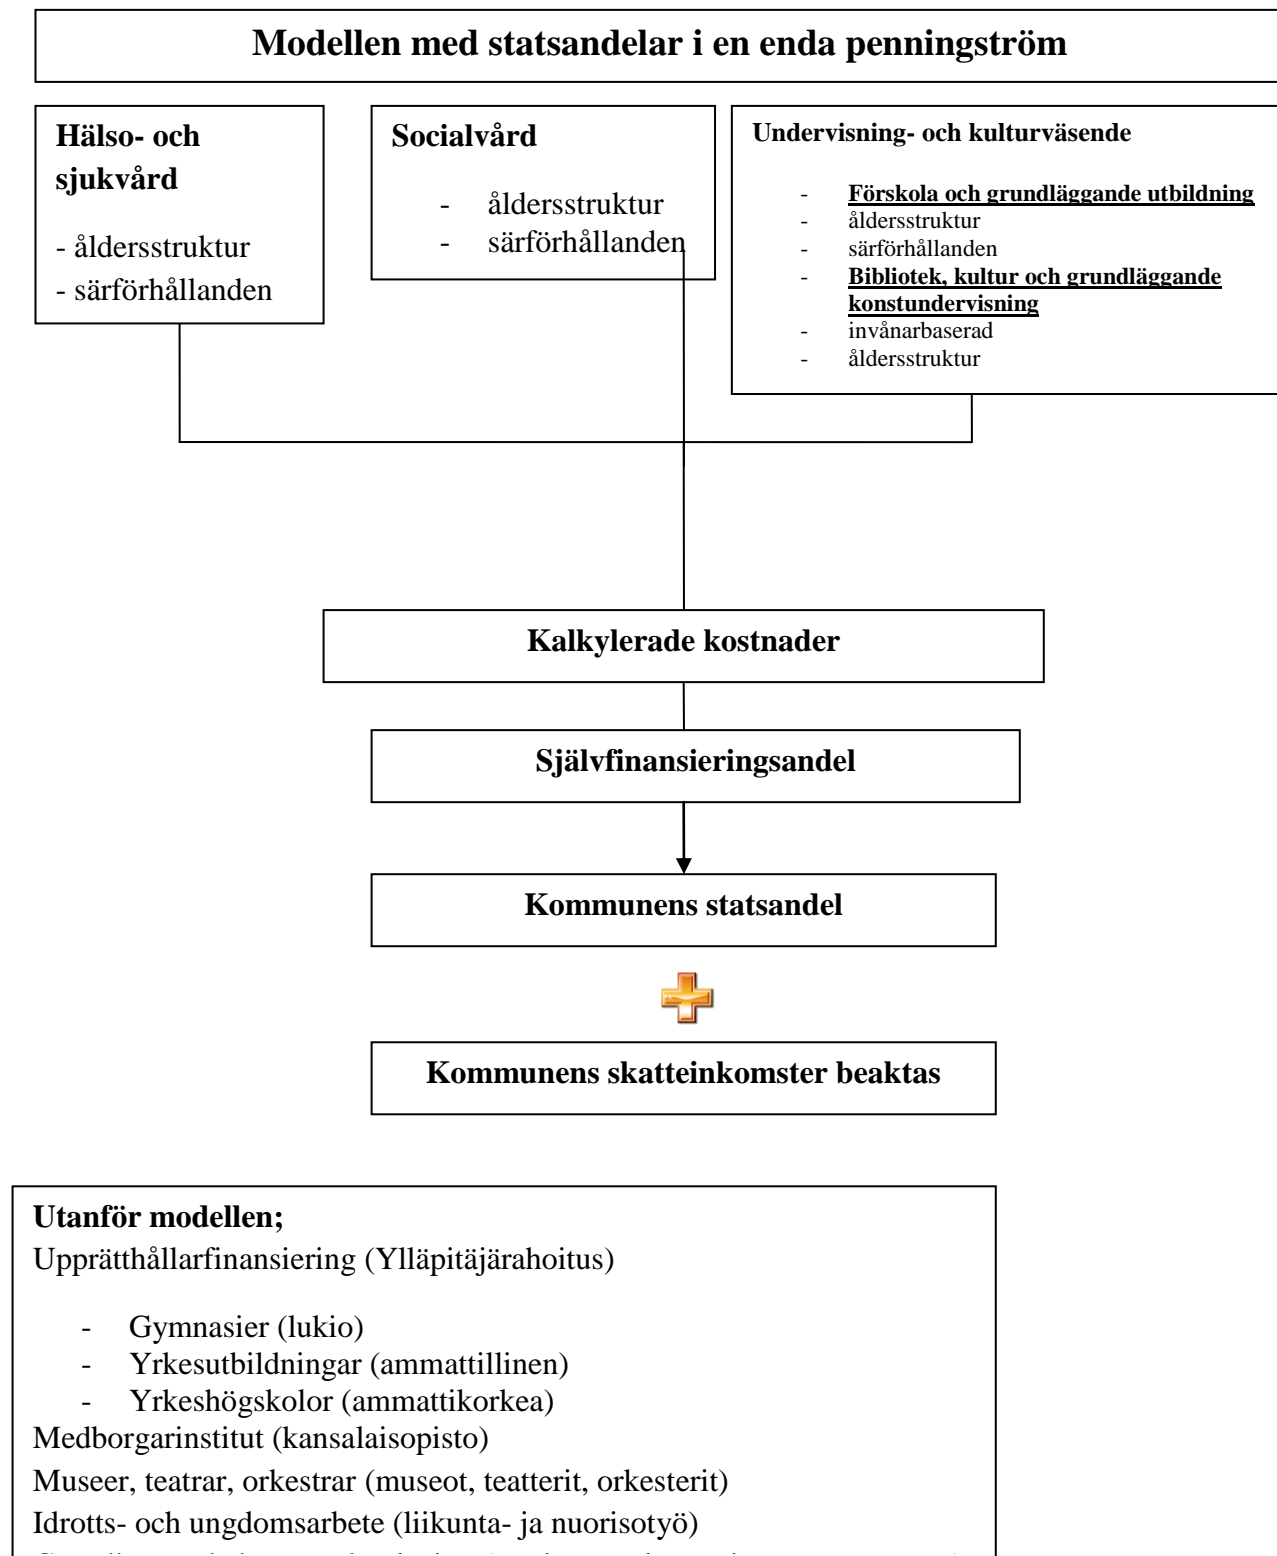 Modellen med statsandelar i en enda penningström
Hälso- och
sjukvård
- åldersstruktur
- särförhållanden
Socialvård
- åldersstruktur
- särförhållanden
Undervisning- och kulturväsende
- Förskola och grundläggande utbildning
- åldersstruktur
- särförhållanden
- Bibliotek, kultur och grundläggande
konstundervisning
- invånarbaserad
- åldersstruktur
Kalkylerade kostnader
Självfinansieringsandel
Kommunens statsandel
Kommunens skatteinkomster beaktas
Utanför modellen;
Upprätthållarfinansiering (Ylläpitäjärahoitus)
- Gymnasier (lukio)
- Yrkesutbildningar (ammattillinen)
- Yrkeshögskolor (ammattikorkea)
Medborgarinstitut (kansalaisopisto)
Museer, teatrar, orkestrar (museot, teatterit, orkesterit)
Idrotts- och ungdomsarbete (liikunta- ja nuorisotyö)